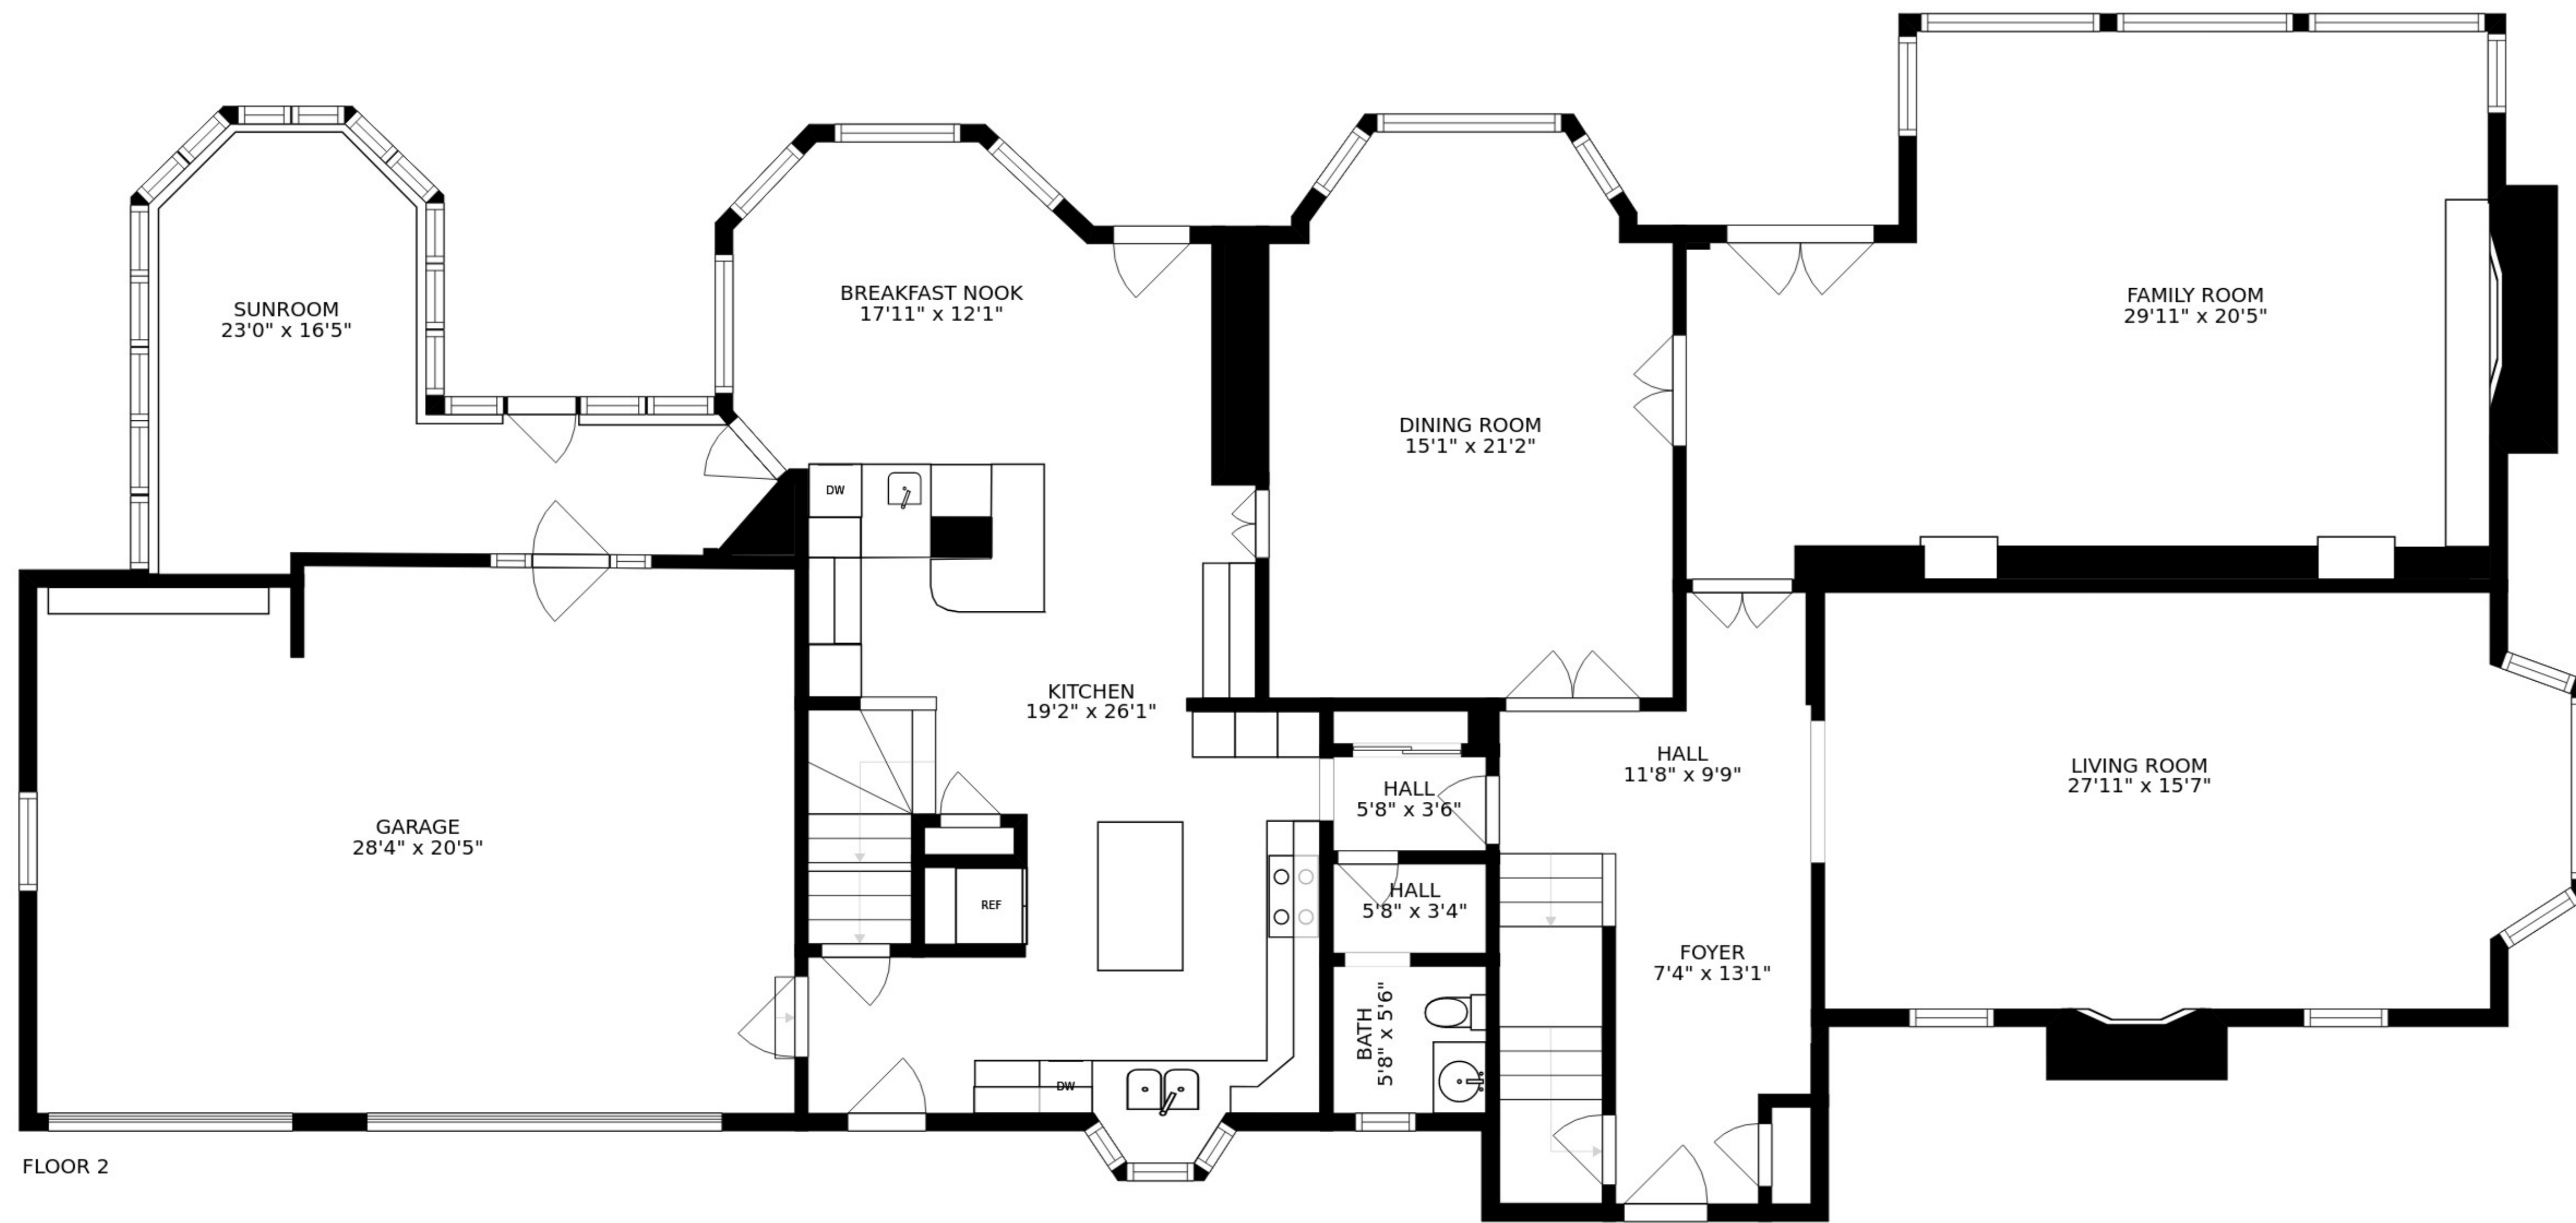 SUNROOM
23'0" x 16'5"
BREAKFAST NOOK
17'11" x 12'1"
DINING ROOM
15'1" x 21'2"
FAMILY ROOM
29'11" x 20'5"
DW
KITCHEN
19'2" x 26'1"
HALL
11'8" x 9'9"
LIVING ROOM
27'11" x 15'7"
GARAGE
28'4" x 20'5"
HALL
5'8" x 3'6"
REF
HALL
5'8" x 3'4"
FOYER
7'4" x 13'1"
BATH
5'8" x 5'6"
DW
FLOOR 2